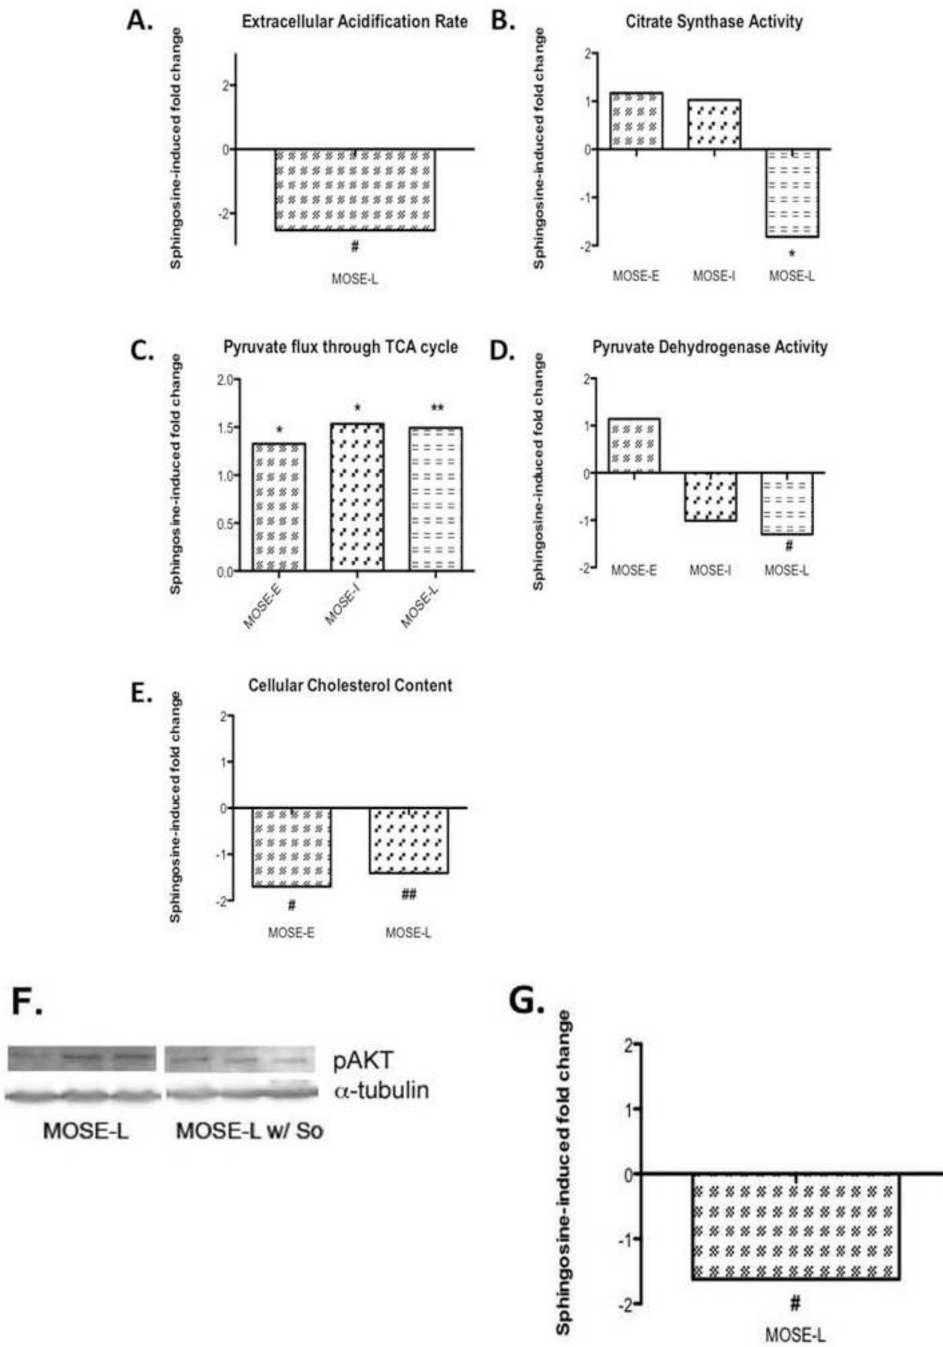 A.
Extracellular Acidification Rate
Sphingosine-induced fold change
2
0
-2
#
MOSE-L
B.
Citrate Synthase Activity
Sphingosine-induced fold change
2
1
0
-1
-2
*
MOSE-E MOSE-I MOSE-L
C.
Pyruvate flux through TCA cycle
Sphingosine-induced fold change
2.0
1.5
1.0
0.5
0.0
* * **
MOSE-E MOSE-I MOSE-L
D.
Pyruvate Dehydrogenase Activity
Sphingosine-induced fold change
2
1
0
-1
-2
#
MOSE-E MOSE-I MOSE-L
E.
Cellular Cholesterol Content
Sphingosine-induced fold change
2
1
0
-1
-2
# ##
MOSE-E MOSE-L
F.
pAKT
α-tubulin
MOSE-L MOSE-L w/ So
G.
Sphingosine-induced fold change
2
1
0
-1
-2
#
MOSE-L